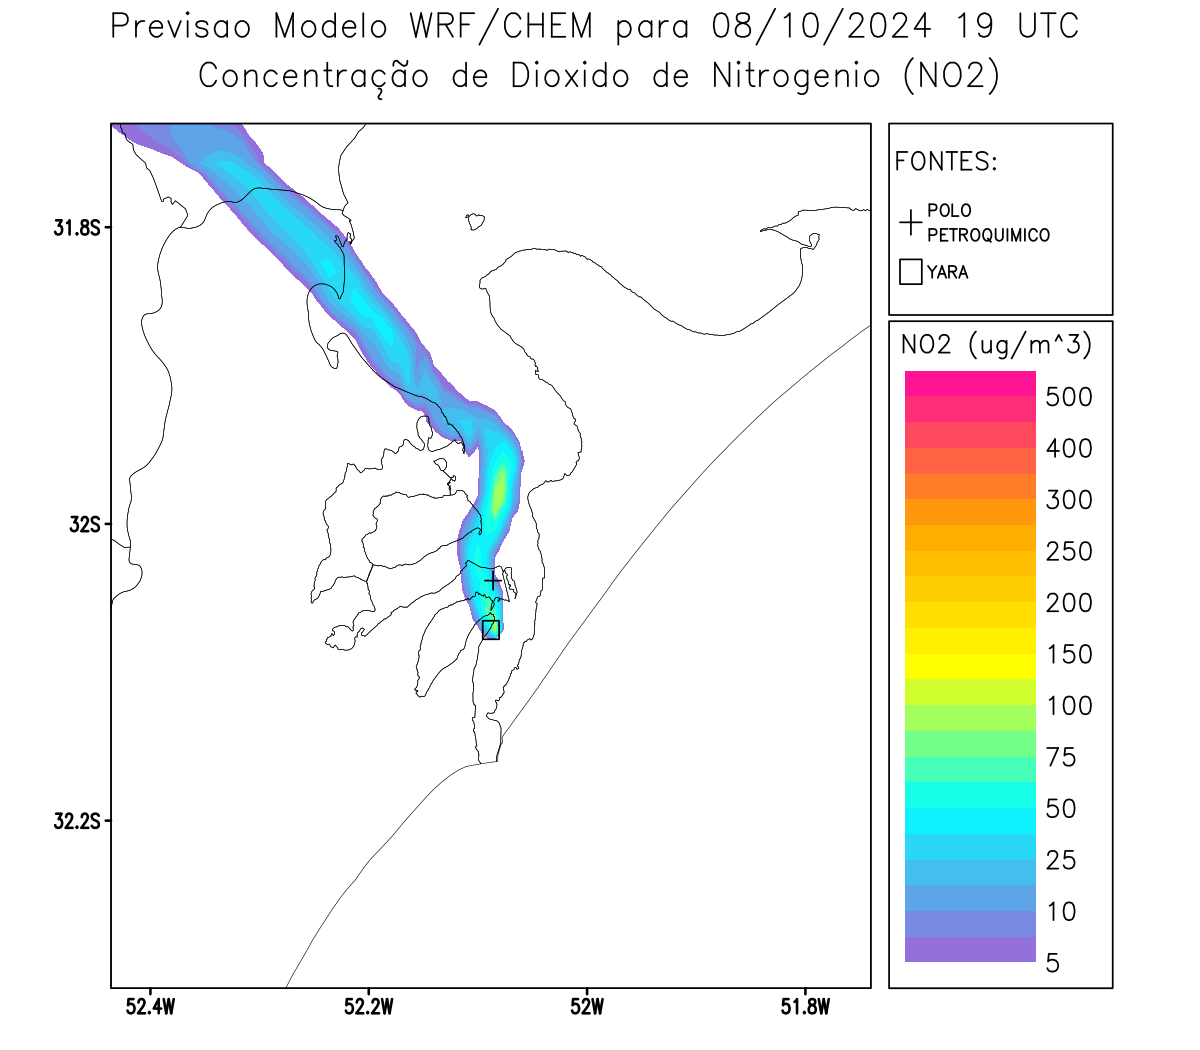 Previsao Modelo WRF/CHEM para 08/10/2024 19 UTC
Concentração de Dioxido de Nitrogenio (NO2)
FONTES:
POLO
PETROQUIMICO
YARA
31.8S
32S
32.2S
52.4W
52.2W
52W
51.8W
NO2 (ug/m^3)
500
400
300
250
200
150
100
75
50
25
10
5